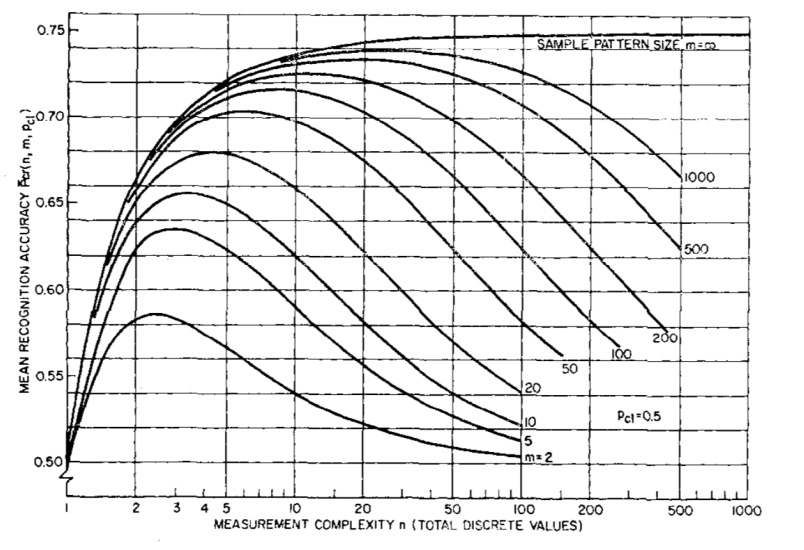 0.75
SAMPLE PATTERN SIZE m=∞
0.70
1000
0.65
500
0.60
200
100
50
0.55
20
10
Pc1=0.5
5
m=2
0.50
1 2 3 4 5 10 20 50 100 200 500 1000
MEASUREMENT COMPLEXITY n (TOTAL DISCRETE VALUES)
MEAN RECOGNITION ACCURACY P̄cr(n, m, pc1)